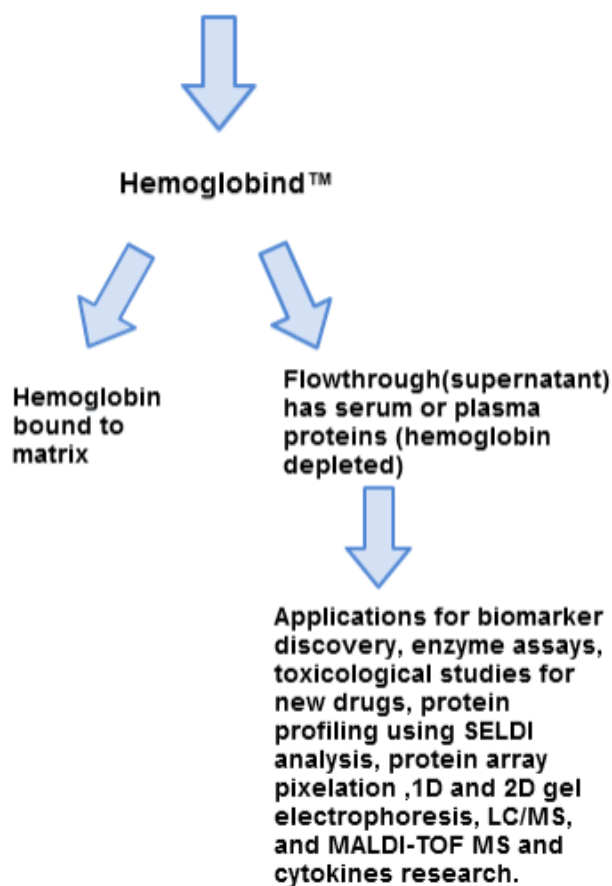 Hemoglobind™
Hemoglobin
bound to
matrix
Flowthrough(supernatant)
has serum or plasma
proteins (hemoglobin
depleted)
Applications for biomarker
discovery, enzyme assays,
toxicological studies for
new drugs, protein
profiling using SELDI
analysis, protein array
pixelation ,1D and 2D gel
electrophoresis, LC/MS,
and MALDI-TOF MS and
cytokines research.